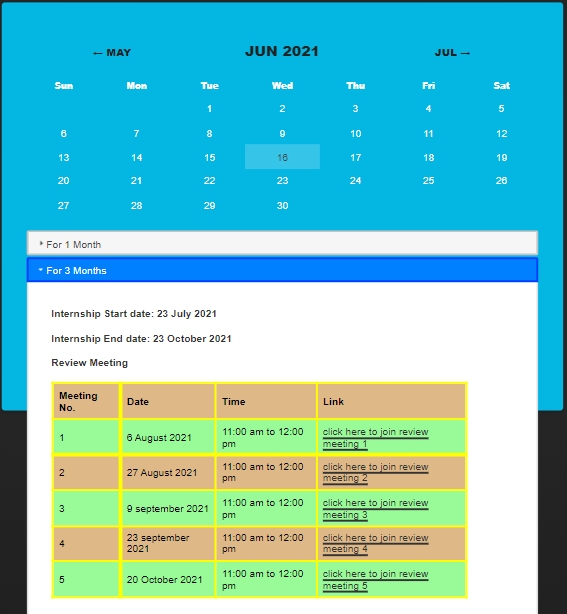 ← MAY JUN 2021 JUL →
Sun Mon Tue Wed Thu Fri Sat
1 2 3 4 5
6 7 8 9 10 11 12
13 14 15 16 17 18 19
20 21 22 23 24 25 26
27 28 29 30
For 1 Month
For 3 Months
Internship Start date: 23 July 2021
Internship End date: 23 October 2021
Review Meeting
Meeting No. Date Time Link
1 6 August 2021 11:00 am to 12:00 pm click here to join review meeting 1
2 27 August 2021 11:00 am to 12:00 pm click here to join review meeting 2
3 9 september 2021 11:00 am to 12:00 pm click here to join review meeting 3
4 23 september 2021 11:00 am to 12:00 pm click here to join review meeting 4
5 20 October 2021 11:00 am to 12:00 pm click here to join review meeting 5